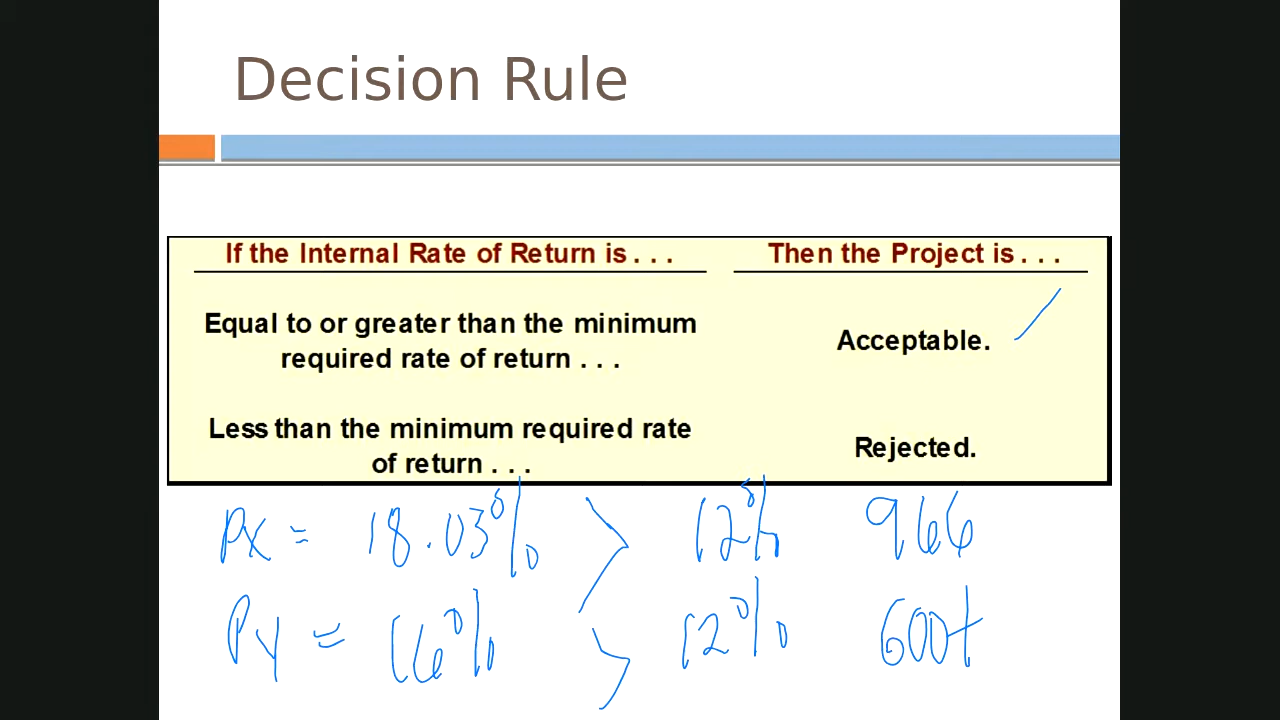 Decision Rule
If the Internal Rate of Return is . . . Then the Project is . . .
Equal to or greater than the minimum
required rate of return . . .
Acceptable.
Less than the minimum required rate
of return . . .
Rejected.
PX = 18.03% > 12% 966
Py = 16% > 12% 600+